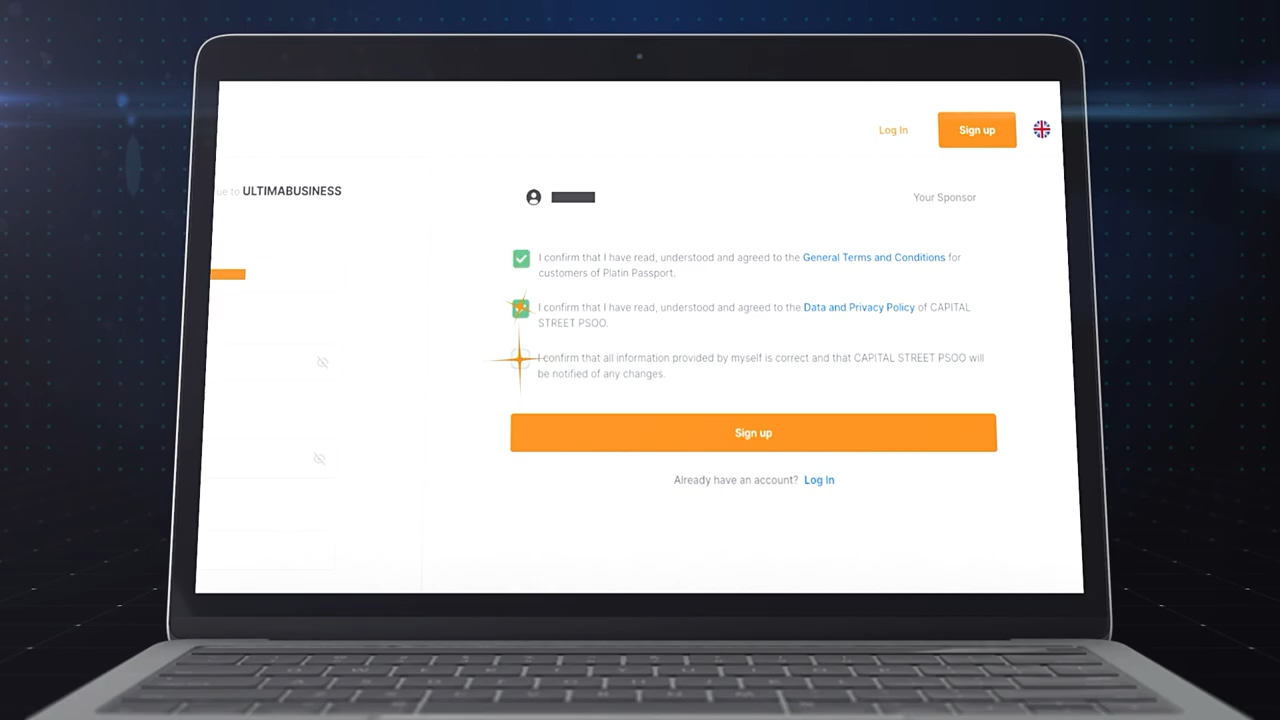 Log In
Sign up
ue to ULTIMABUSINESS
Your Sponsor
I confirm that I have read, understood and agreed to the General Terms and Conditions for
customers of Platin Passport.
I confirm that I have read, understood and agreed to the Data and Privacy Policy of CAPITAL
STREET PSOO.
I confirm that all information provided by myself is correct and that CAPITAL STREET PSOO will
be notified of any changes.
Sign up
Already have an account? Log In